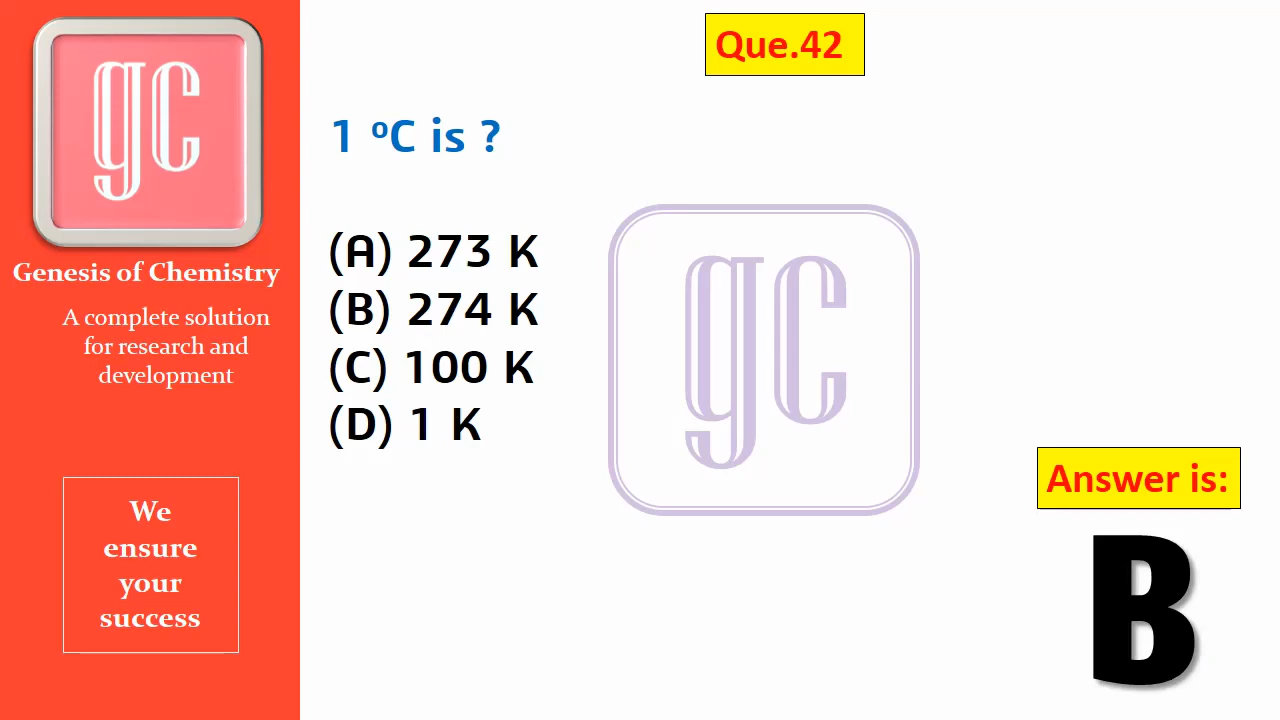 gc
Genesis of Chemistry
A complete solution
for research and
development
We
ensure
your
success
Que.42
1 ºC is ?
(A) 273 K
(B) 274 K
(C) 100 K
(D) 1 K
gc
Answer is:
B